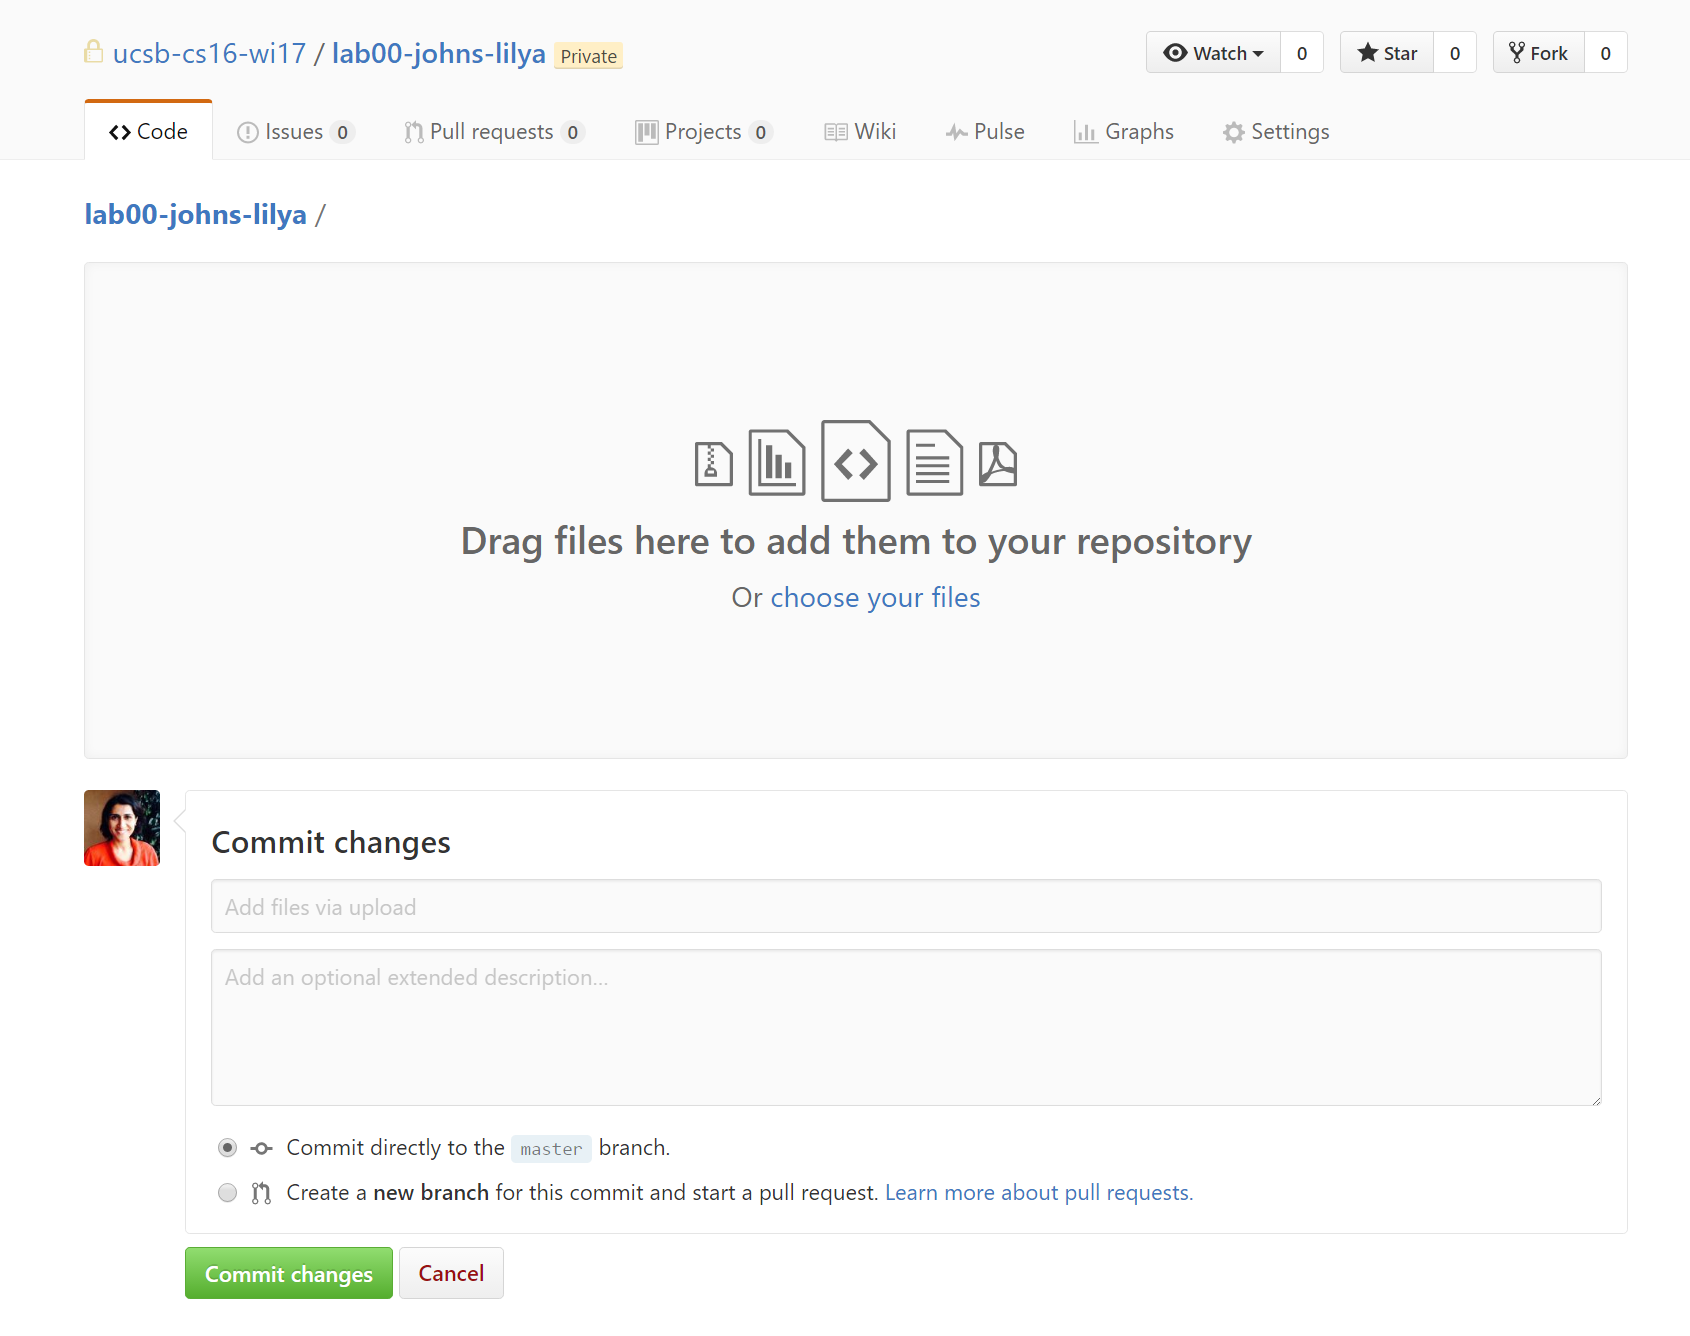 ucsb-cs16-wi17 / lab00-johns-lilya Private Watch 0 Star 0 Fork 0
Code Issues 0 Pull requests 0 Projects 0 Wiki Pulse Graphs Settings
lab00-johns-lilya /
Drag files here to add them to your repository
Or choose your files
Commit changes
Add files via upload
Add an optional extended description...
Commit directly to the master branch.
Create a new branch for this commit and start a pull request. Learn more about pull requests.
Commit changes Cancel